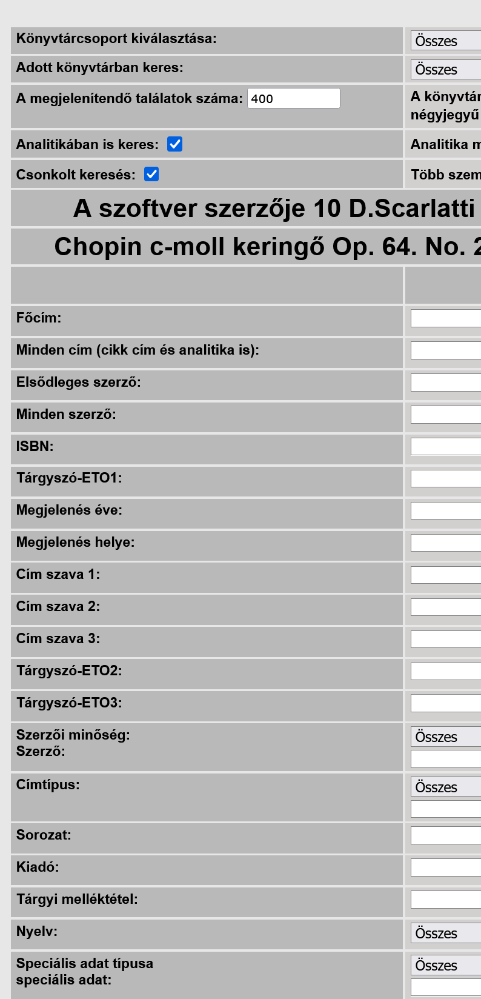 Könyvtárcsoport kiválasztása:
Összes
Adott könyvtárban keres:
Összes
A megjelenítendő találatok száma: 400
A könyvtár
négyjegyű
Analitikában is keres:
Analitika m
Csonkolt keresés:
Több szem
A szoftver szerzője 10 D.Scarlatti
Chopin c-moll keringő Op. 64. No. 2
Főcím:
Minden cím (cikk cím és analitika is):
Elsődleges szerző:
Minden szerző:
ISBN:
Tárgyszó-ETO1:
Megjelenés éve:
Megjelenés helye:
Cím szava 1:
Cím szava 2:
Cím szava 3:
Tárgyszó-ETO2:
Tárgyszó-ETO3:
Szerzői minőség:
Összes
Szerző:
Címtípus:
Összes
Sorozat:
Kiadó:
Tárgyi melléktétel:
Nyelv:
Összes
Speciális adat típusa
Összes
speciális adat: